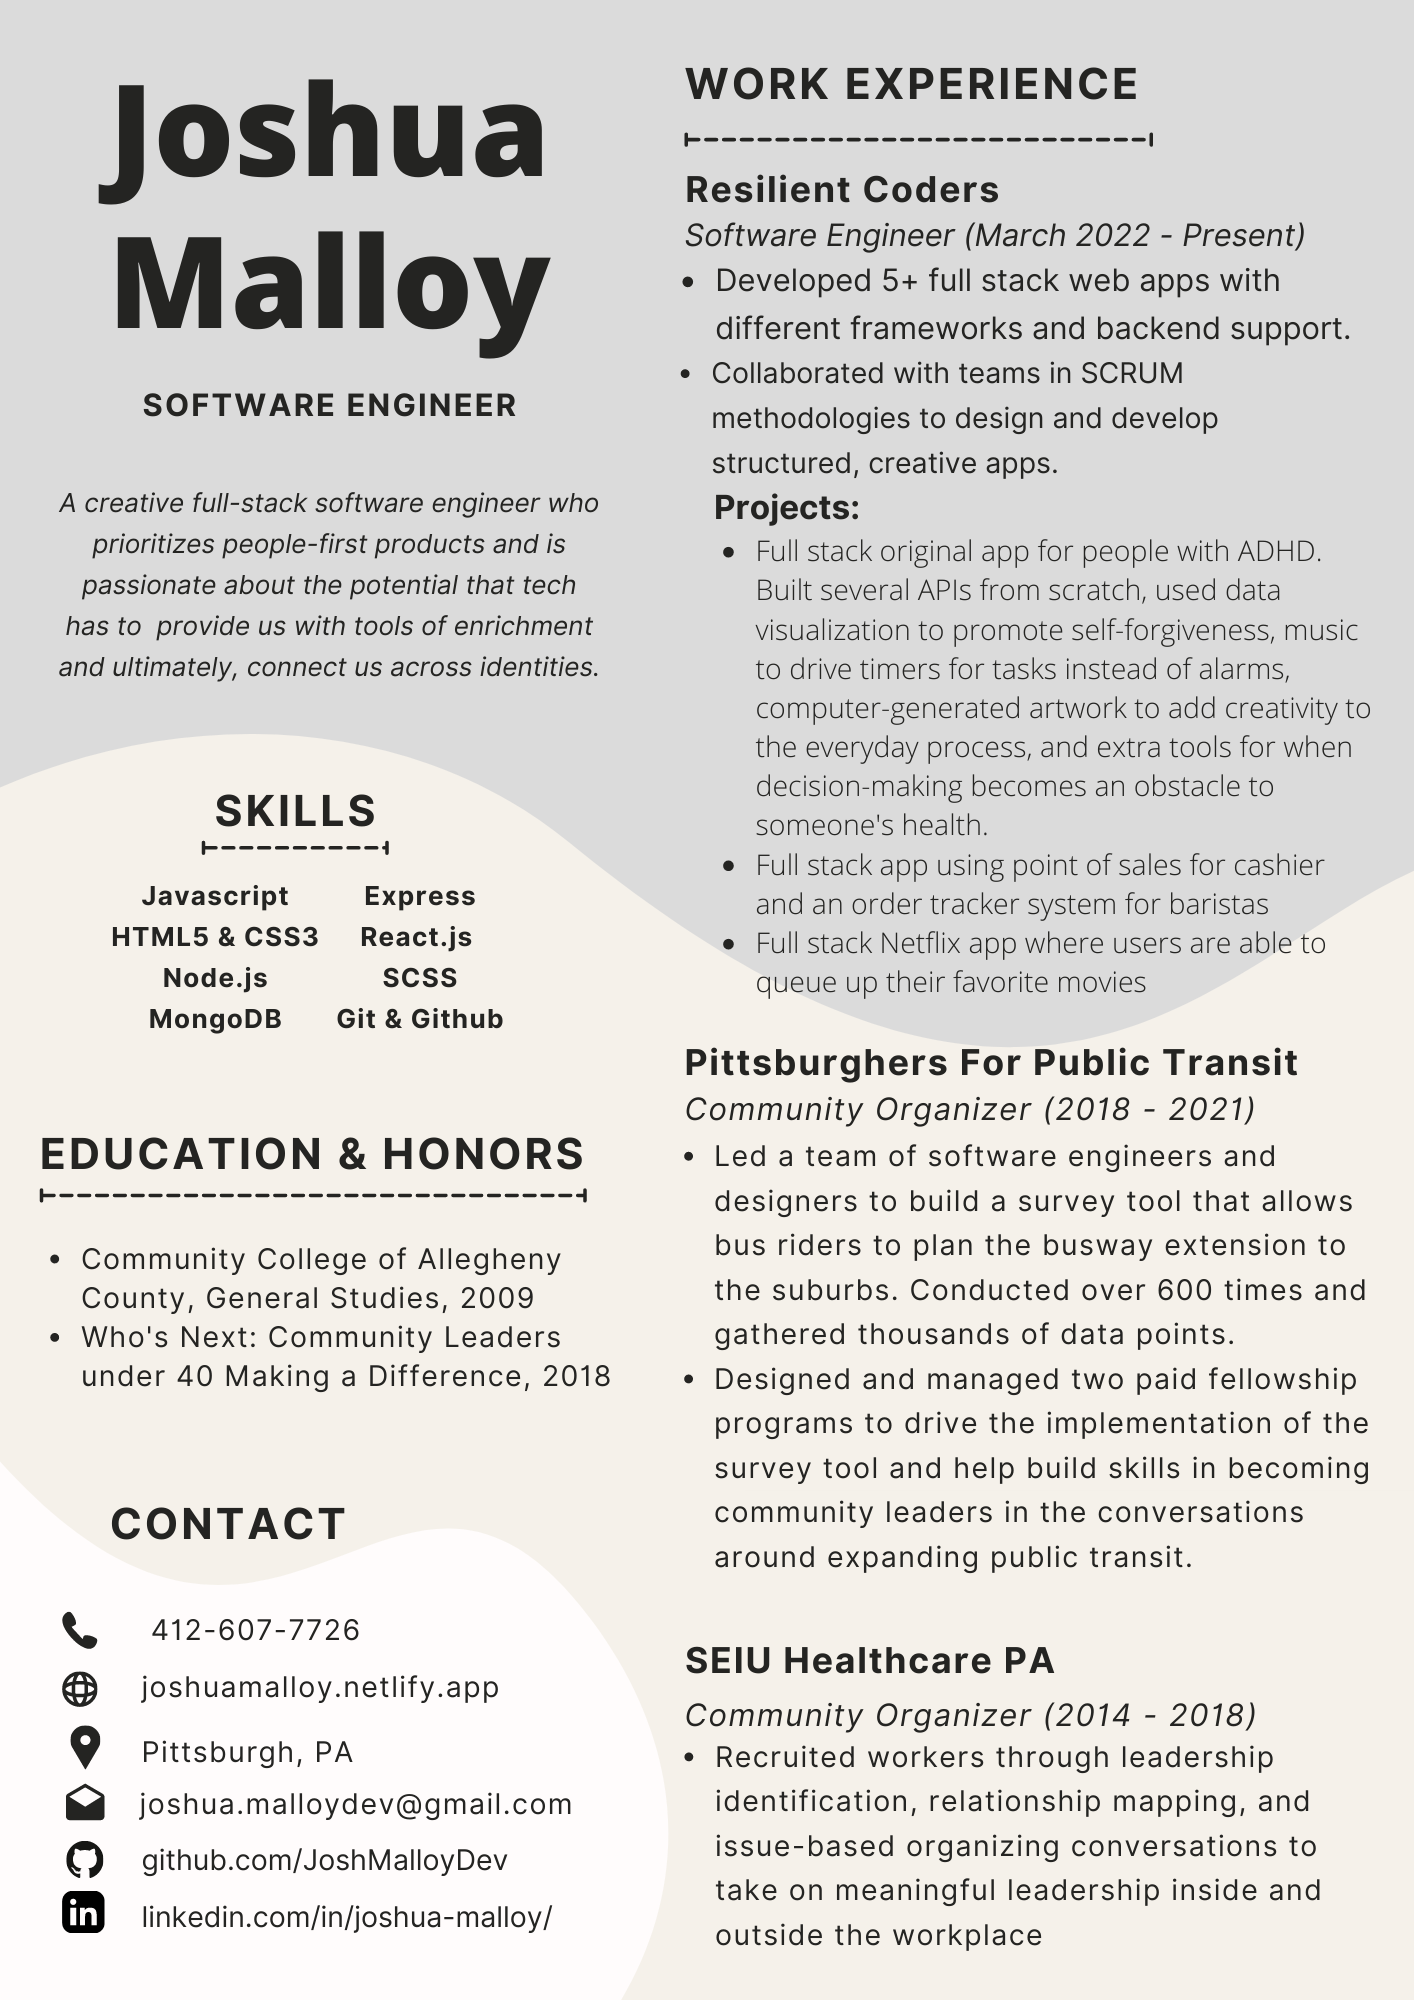 Joshua
Malloy
SOFTWARE ENGINEER
A creative full-stack software engineer who
prioritizes people-first products and is
passionate about the potential that tech
has to  provide us with tools of enrichment
and ultimately, connect us across identities.
SKILLS
Javascript
HTML5 & CSS3
Node.js
MongoDB
Express
React.js
SCSS
Git & Github
EDUCATION & HONORS
• Community College of Allegheny
County, General Studies, 2009
• Who's Next: Community Leaders
under 40 Making a Difference, 2018
CONTACT
412-607-7726
joshuamalloy.netlify.app
Pittsburgh, PA
joshua.malloydev@gmail.com
github.com/JoshMalloyDev
linkedin.com/in/joshua-malloy/
WORK EXPERIENCE
Resilient Coders
Software Engineer (March 2022 - Present)
• Developed 5+ full stack web apps with
different frameworks and backend support.
• Collaborated with teams in SCRUM
methodologies to design and develop
structured, creative apps.
Projects:
• Full stack original app for people with ADHD.
Built several APIs from scratch, used data
visualization to promote self-forgiveness, music
to drive timers for tasks instead of alarms,
computer-generated artwork to add creativity to
the everyday process, and extra tools for when
decision-making becomes an obstacle to
someone's health.
• Full stack app using point of sales for cashier
and an order tracker system for baristas
• Full stack Netflix app where users are able to
queue up their favorite movies
Pittsburghers For Public Transit
Community Organizer (2018 - 2021)
• Led a team of software engineers and
designers to build a survey tool that allows
bus riders to plan the busway extension to
the suburbs. Conducted over 600 times and
gathered thousands of data points.
• Designed and managed two paid fellowship
programs to drive the implementation of the
survey tool and help build skills in becoming
community leaders in the conversations
around expanding public transit.
SEIU Healthcare PA
Community Organizer (2014 - 2018)
• Recruited workers through leadership
identification, relationship mapping, and
issue-based organizing conversations to
take on meaningful leadership inside and
outside the workplace